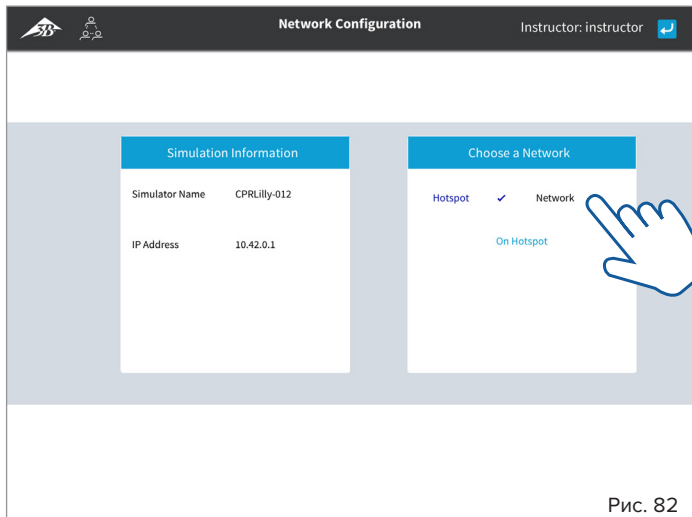 3B
Network Configuration
Instructor: instructor
Simulation Information
Simulator Name CPRLilly-012
IP Address 10.42.0.1
Choose a Network
Hotspot ✓ Network
On Hotspot
Рис. 82